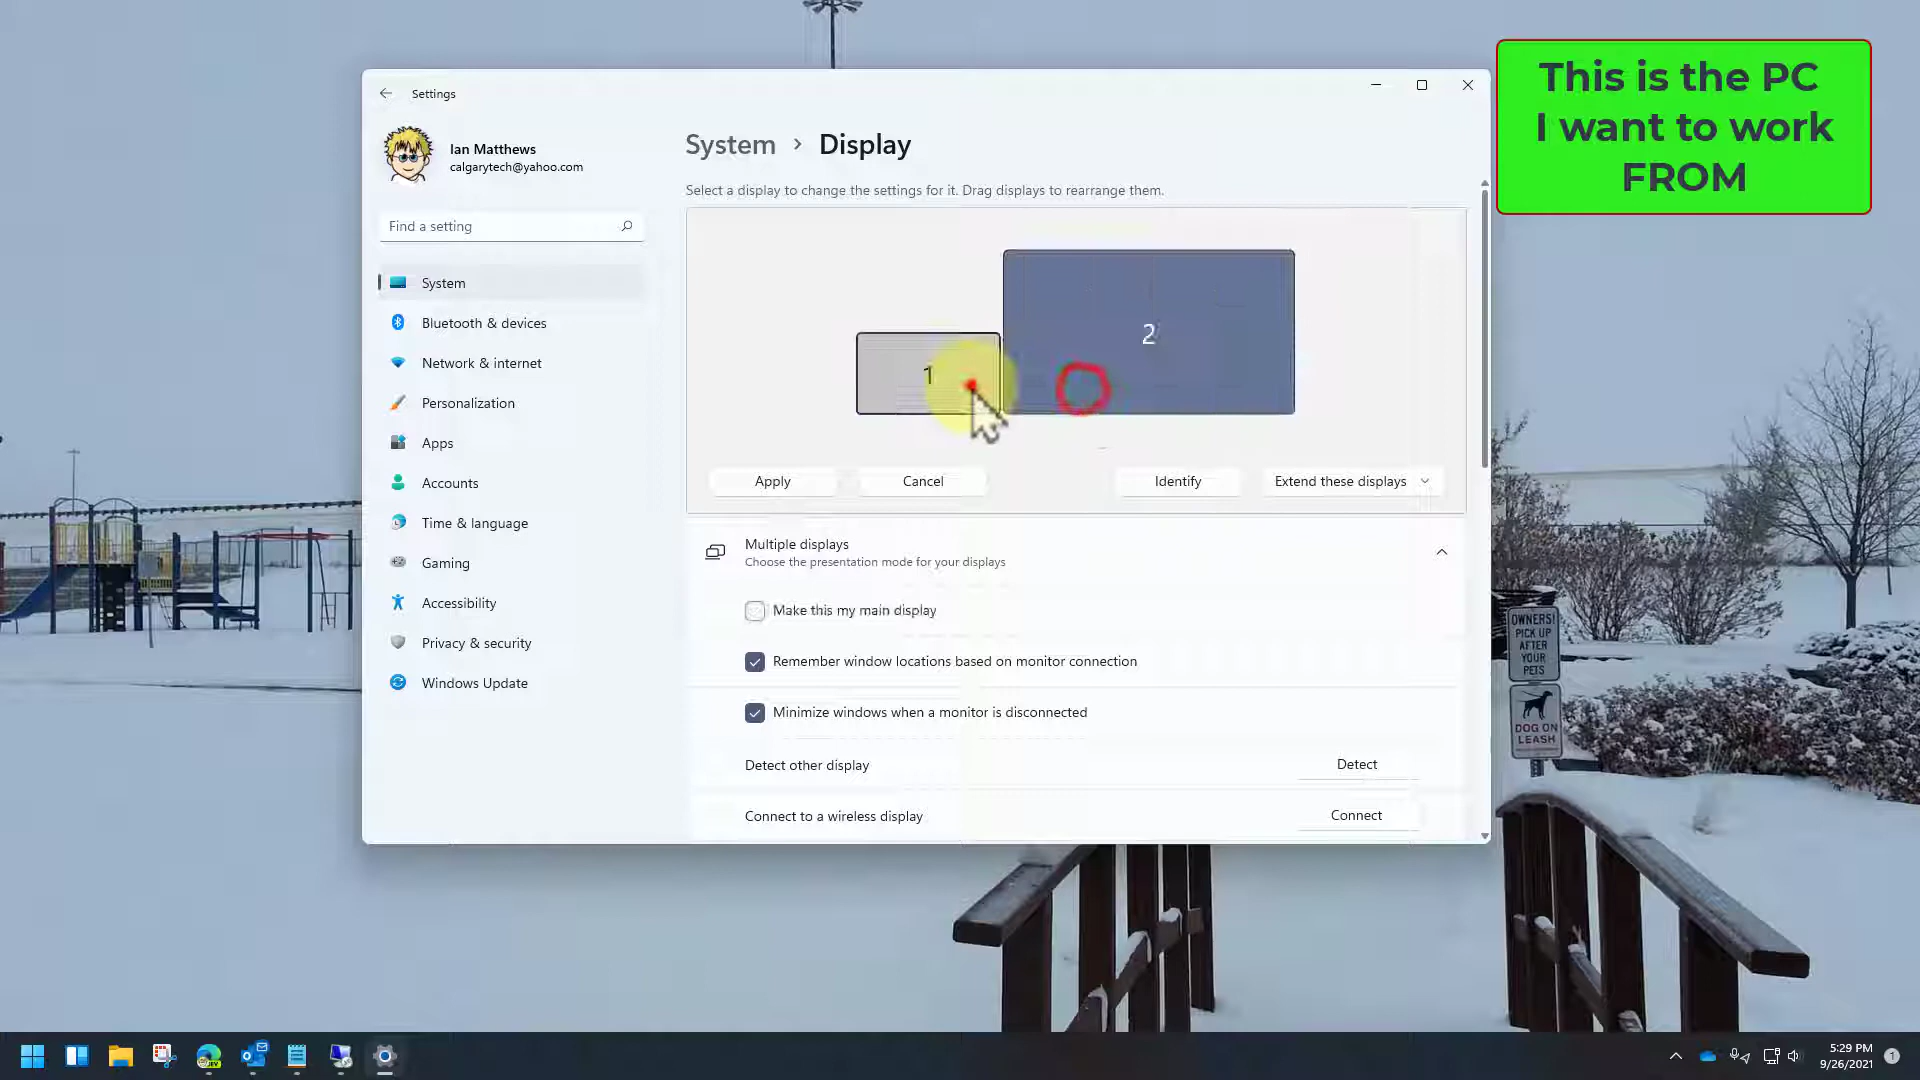 This is the PC
I want to work
FROM
Settings
Ian Matthews
calgarytech@yahoo.com
Find a setting
System
Bluetooth & devices
Network & internet
Personalization
Apps
Accounts
Time & language
Gaming
Accessibility
Privacy & security
Windows Update
System > Display
Select a display to change the settings for it. Drag displays to rearrange them.
1
2
Apply
Cancel
Identify
Extend these displays
Multiple displays
Choose the presentation mode for your displays
Make this my main display
Remember window locations based on monitor connection
Minimize windows when a monitor is disconnected
Detect other display
Detect
Connect to a wireless display
Connect
OWNERS!
PICK UP
AFTER
YOUR
PETS
DOG ON
LEASH
5:29 PM
9/26/2021
1